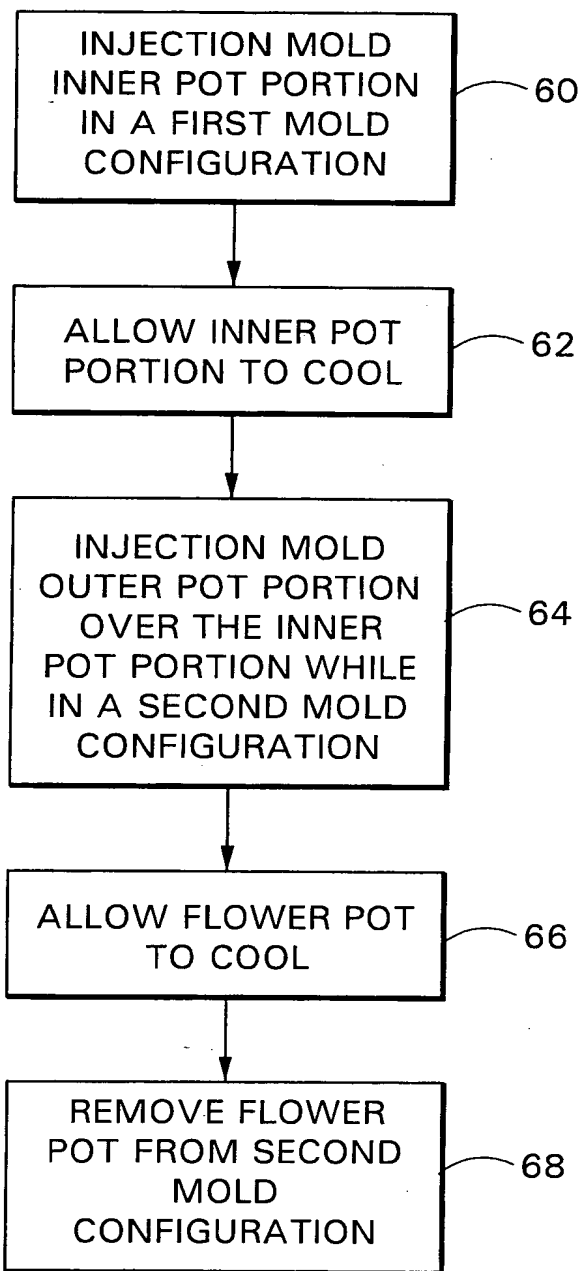 INJECTION MOLD
INNER POT PORTION
IN A FIRST MOLD
CONFIGURATION
60
ALLOW INNER POT
PORTION TO COOL
62
INJECTION MOLD
OUTER POT PORTION
OVER THE INNER
POT PORTION WHILE
IN A SECOND MOLD
CONFIGURATION
64
ALLOW FLOWER POT
TO COOL
66
REMOVE FLOWER
POT FROM SECOND
MOLD
CONFIGURATION
68